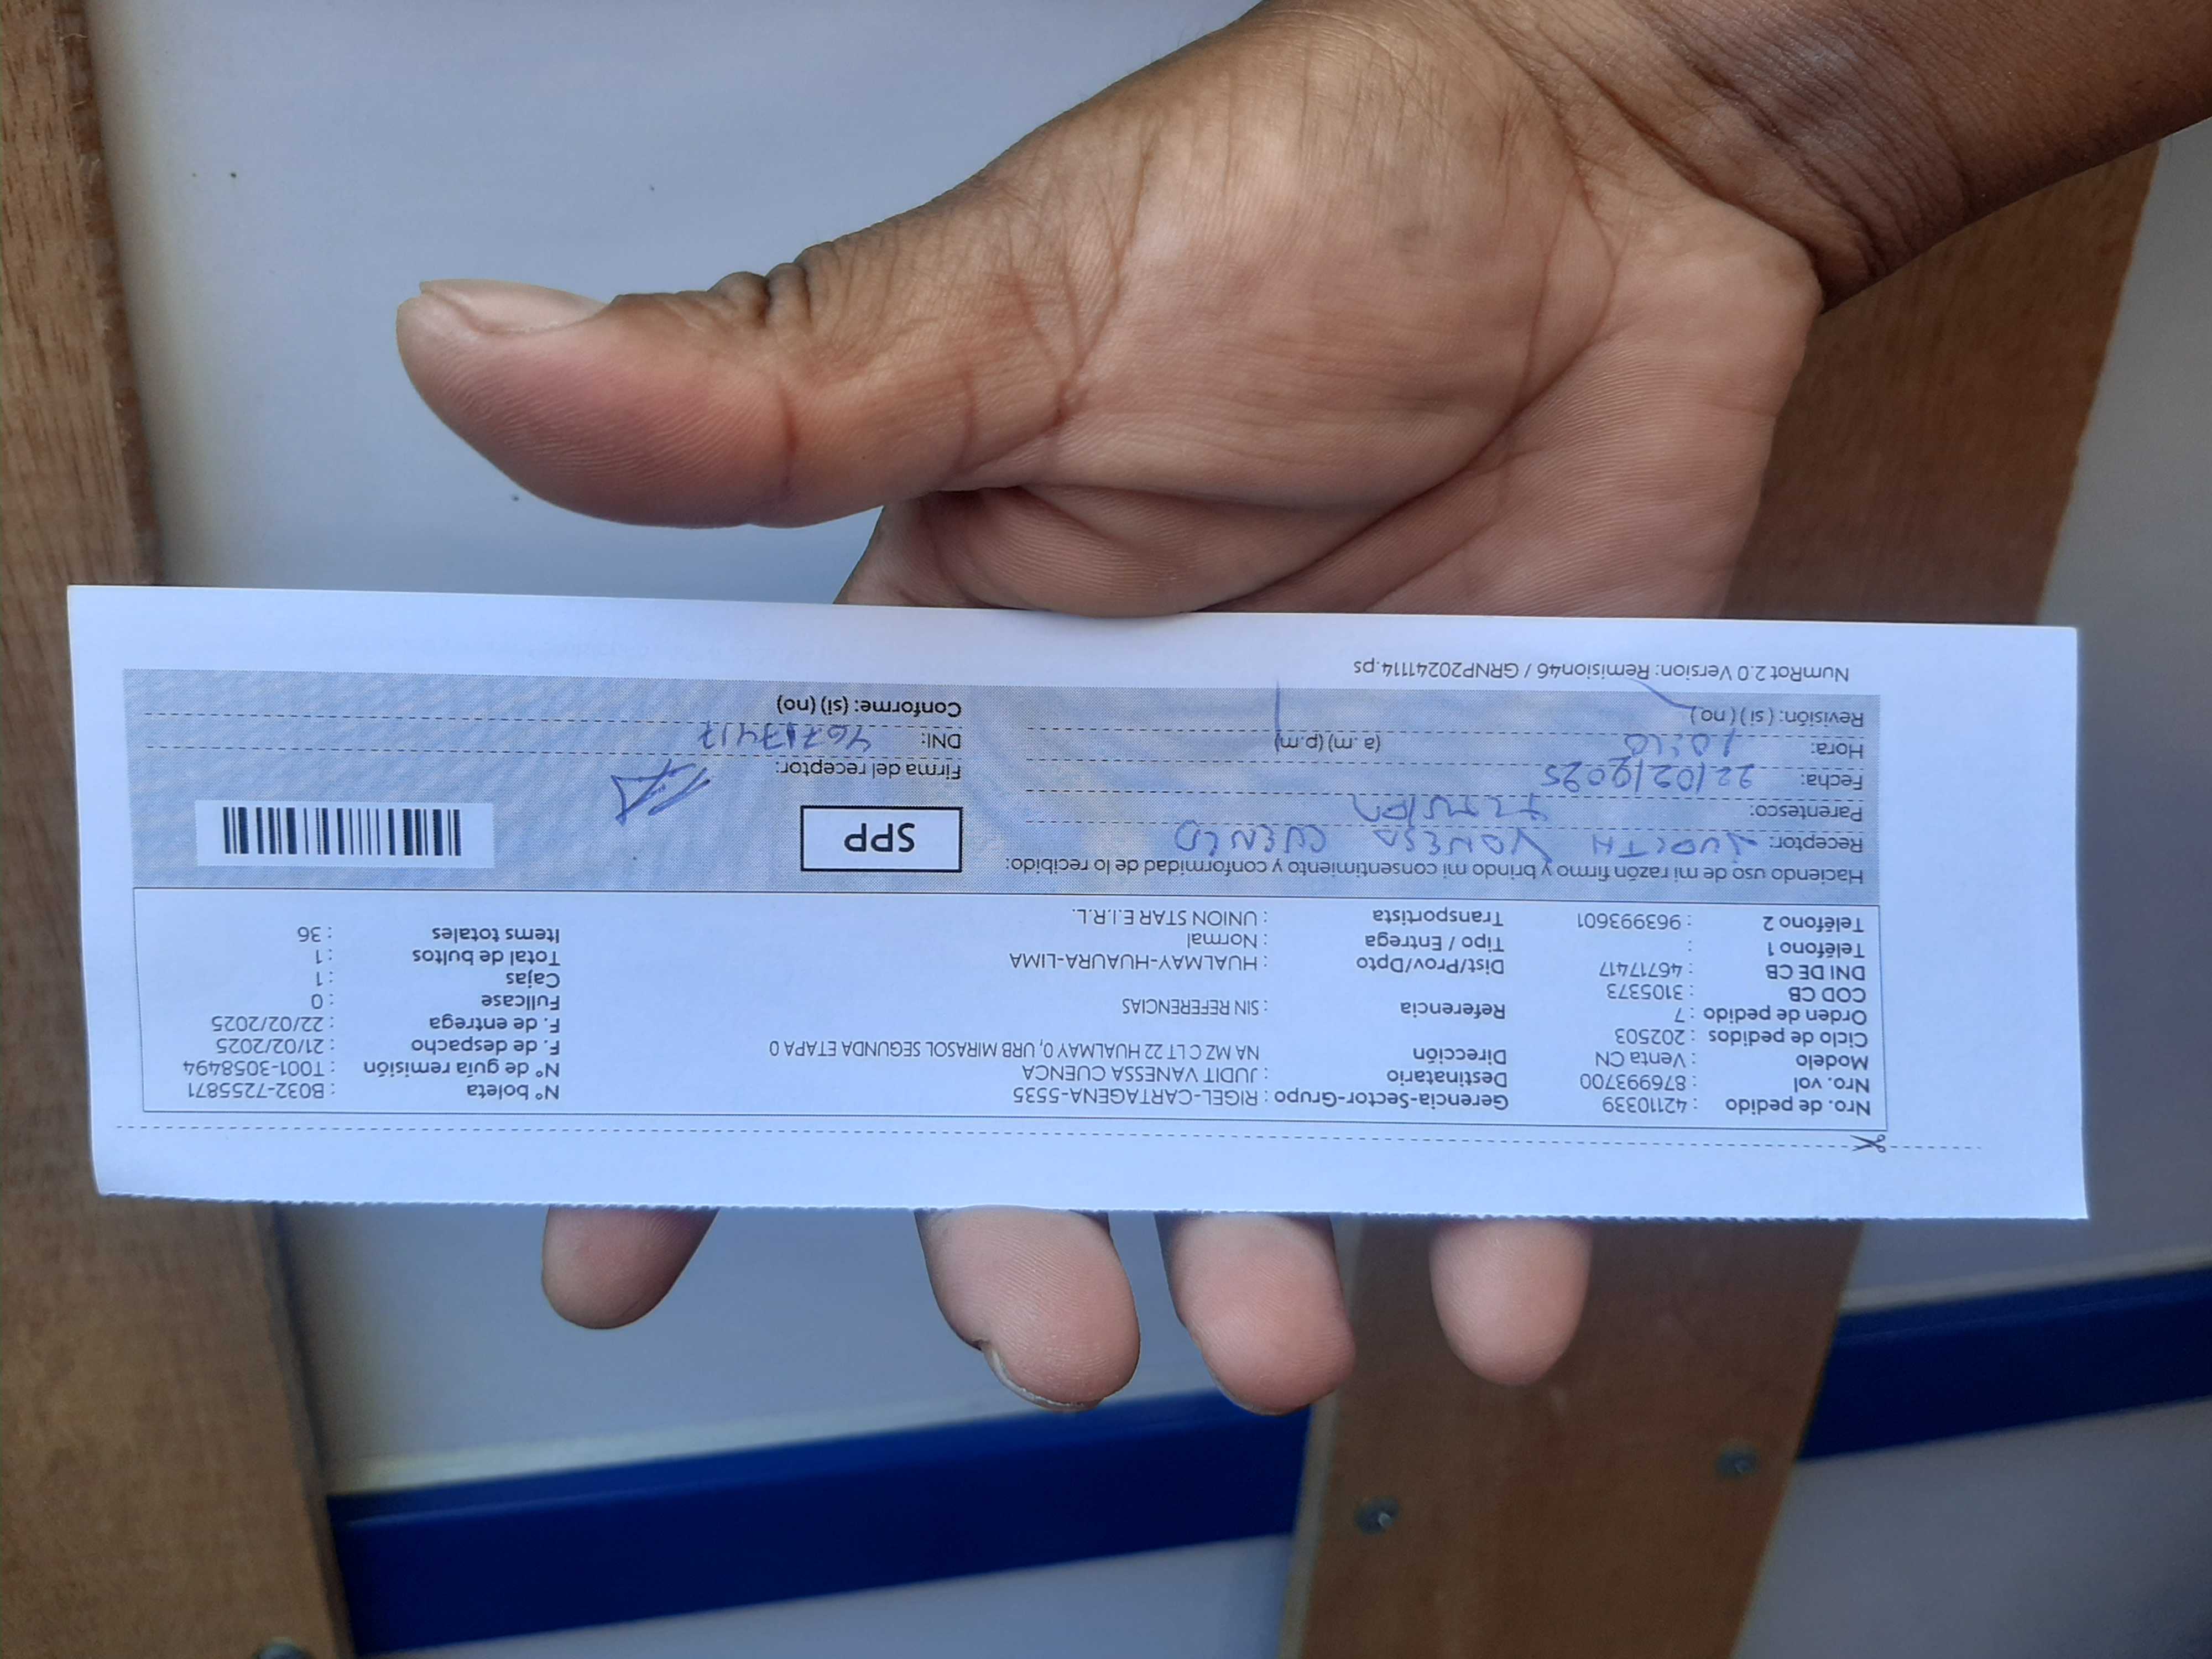 Nro. de pedido : 42110339 Gerencia-Sector-Grupo : RIGEL-CARTAGENA-5535 N° boleta : B032-7255871
Nro. vol : 876993700 Destinatario : JUDIT VANESSA CUENCA N° de guía remisión : T001-3058494
Modelo : Venta CN Dirección NA MZ C LT 22 HUALMAY 0, URB MIRASOL SEGUNDA ETAPA 0 F. de despacho : 21/02/2025
Ciclo de pedidos : 202503 F. de entrega : 22/02/2025
Orden de pedido : 7 Referencia : SIN REFERENCIAS Fullcase : 0
COD CB : 3105373 Cajas : 1
DNI DE CB : 46717417 Dist/Prov/Dpto : HUALMAY-HUAURA-LIMA Total de bultos : 1
Teléfono 1 : Tipo / Entrega : Normal Items totales : 36
Teléfono 2 : 963993601 Transportista : UNION STAR E.I.R.L.
Haciendo uso de mi razón firmo y brindo mi consentimiento y conformidad de lo recibido:
SPP
Receptor: JUDITH VANESA CUENCA
Parentesco:
Fecha: 22/02/2025 Firma del receptor:
Hora: 10:10 (a.m) (p.m) DNI: 46717417
Revisión: (si) (no) Conforme: (si) (no)
NumRot 2.0 Version: Remision46 / GRNP20241114.ps